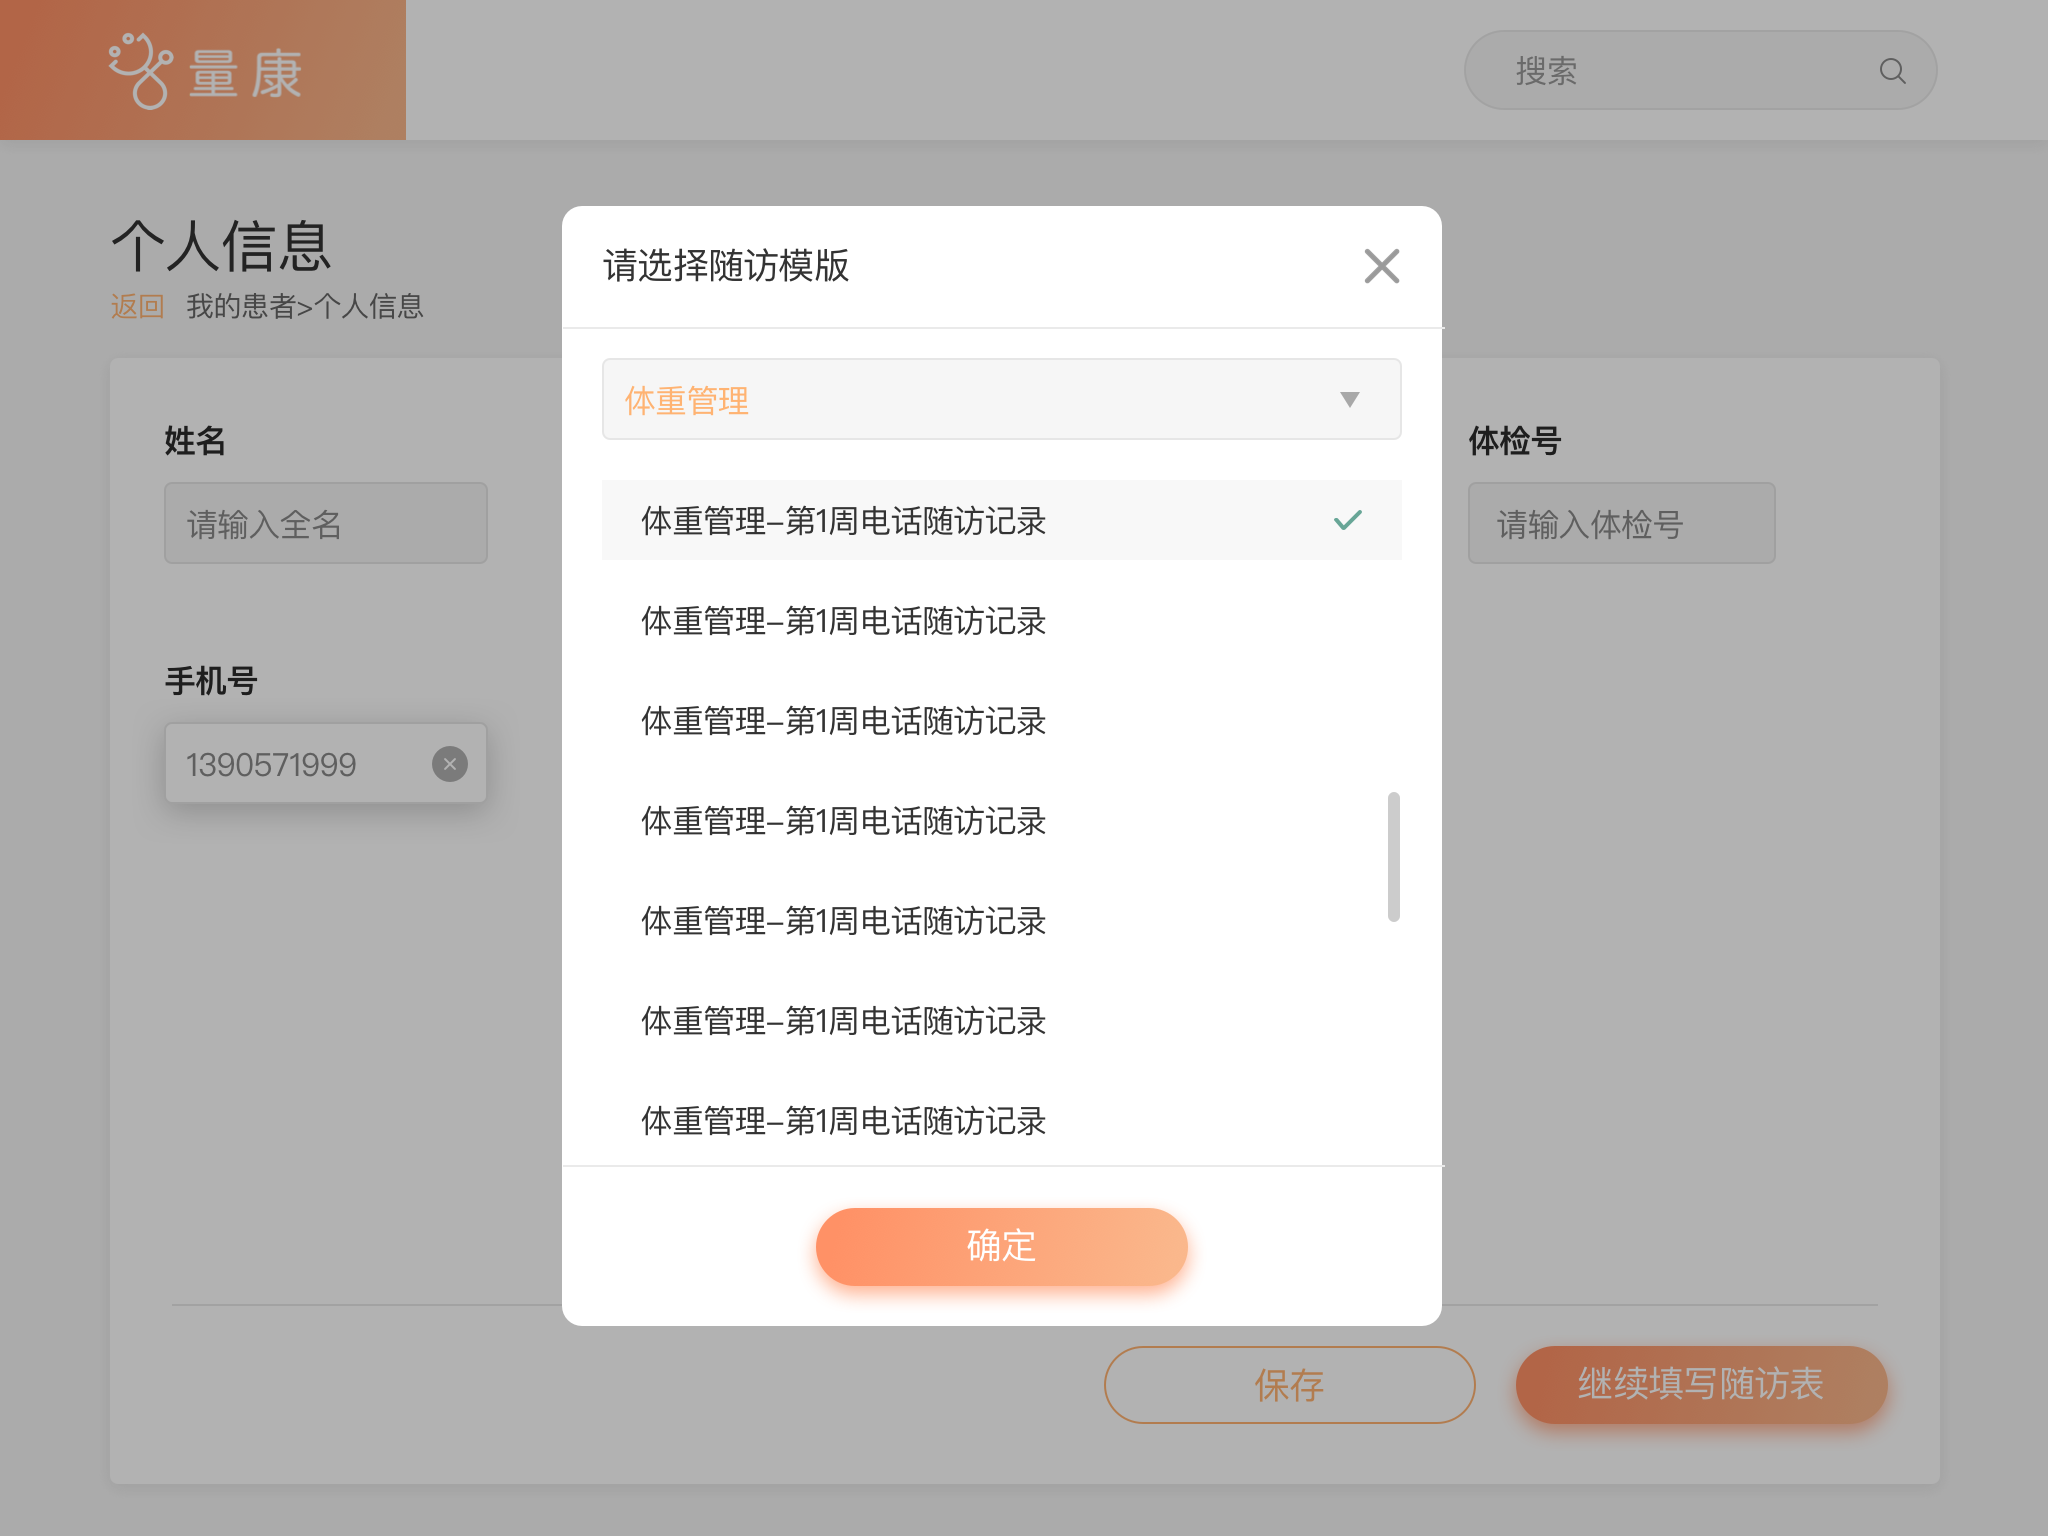 量康
搜索
个人信息
返回 我的患者>个人信息
请选择随访模版
体重管理
姓名
体检号
请输入全名
请输入体检号
体重管理–第1周电话随访记录
体重管理–第1周电话随访记录
手机号
体重管理–第1周电话随访记录
1390571999
体重管理–第1周电话随访记录
体重管理–第1周电话随访记录
体重管理–第1周电话随访记录
体重管理–第1周电话随访记录
确定
保存
继续填写随访表